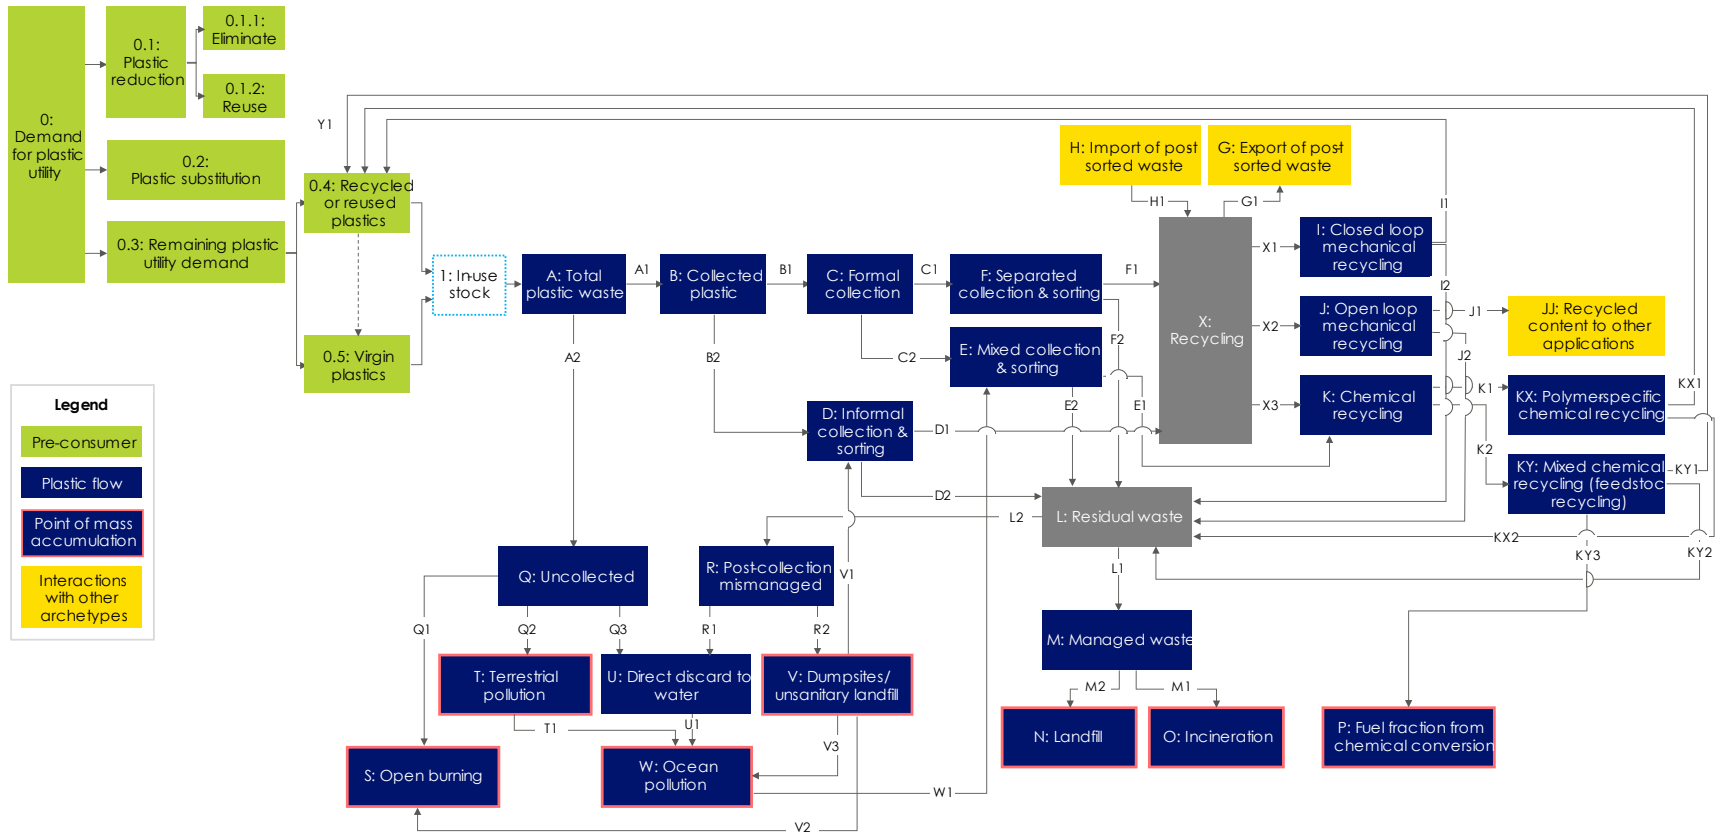 0:
Demand
for plastic
utility
0.1:
Plastic
reduction
0.1.1:
Eliminate
0.1.2:
Reuse
0.2:
Plastic substitution
0.3: Remaining plastic
utility demand
Y1
0.4: Recycled
or reused
plastics
0.5: Virgin
plastics
1: In-use
stock
A: Total
plastic waste
A1
A2
B: Collected
plastic
B1
B2
C: Formal
collection
C1
C2
F: Separated
collection & sorting
F1
F2
E: Mixed collection
& sorting
E2
E1
D: Informal
collection &
sorting
D1
D2
H: Import of post
sorted waste
G: Export of post
sorted waste
H1
G1
X:
Recycling
X1
X2
X3
I: Closed loop
mechanical
recycling
I1
I2
J: Open loop
mechanical
recycling
J1
J2
JJ: Recycled
content to other
applications
K: Chemical
recycling
K1
K2
KX: Polymer-specific
chemical recycling
KX1
KX2
KY: Mixed chemical
recycling (feedstoc
recycling)
KY1
KY2
KY3
L: Residual waste
L2
L1
Q: Uncollected
Q1
Q2
Q3
R: Post-collection
mismanaged
R1
R2
V1
T: Terrestrial
pollution
T1
U: Direct discard to
water
U1
V: Dumpsites/
unsanitary landfill
V3
V2
S: Open burning
W: Ocean
pollution
W1
M: Managed waste
M2
M1
N: Landfill
O: Incineration
P: Fuel fraction from
chemical conversion
Legend
Pre-consumer
Plastic flow
Point of mass
accumulation
Interactions
with other
archetypes